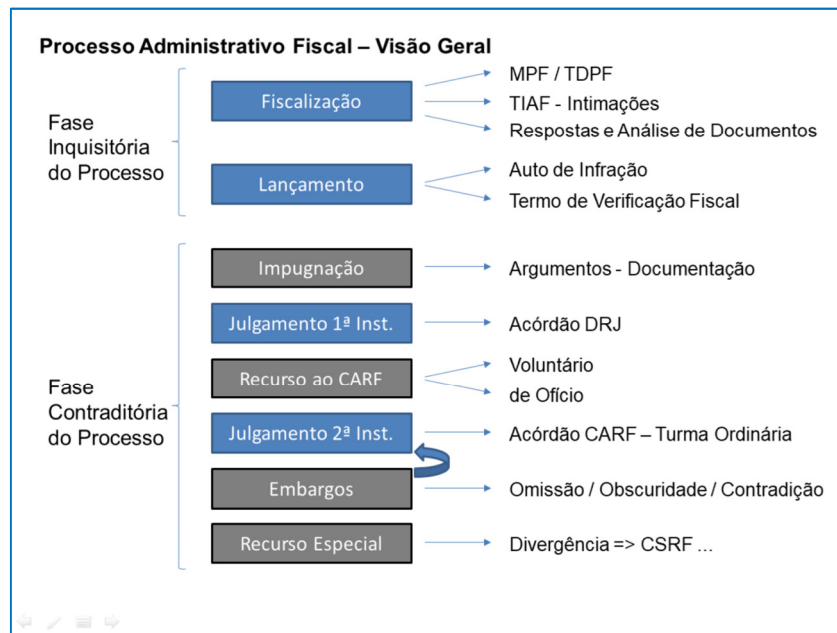 Processo Administrativo Fiscal – Visão Geral
Fase
Inquisitória
do Processo
Fiscalização
MPF / TDPF
TIAF - Intimações
Respostas e Análise de Documentos
Lançamento
Auto de Infração
Termo de Verificação Fiscal
Fase
Contraditória
do Processo
Impugnação
Argumentos - Documentação
Julgamento 1ª Inst.
Acórdão DRJ
Recurso ao CARF
Voluntário
de Ofício
Julgamento 2ª Inst.
Acórdão CARF – Turma Ordinária
Embargos
Omissão / Obscuridade / Contradição
Recurso Especial
Divergência => CSRF ...